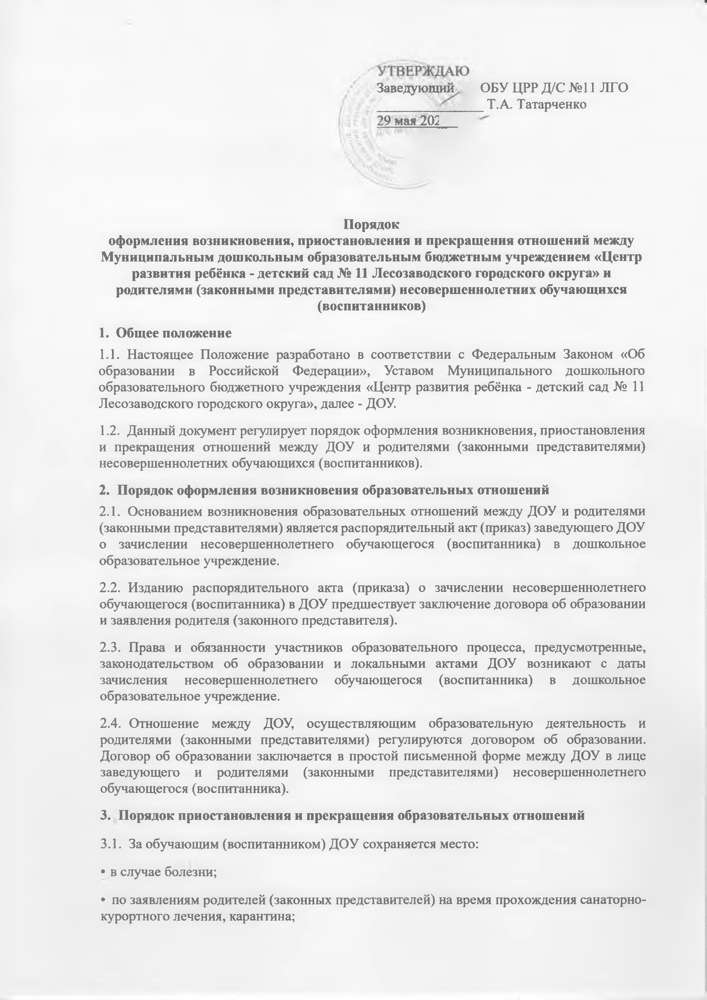 УТВЕРЖДАЮ
Заведующий ОБУ ЦРР Д/С №11 ЛГО
Т.А. Татарченко
29 мая 202
Порядок
оформления возникновения, приостановления и прекращения отношений между
Муниципальным дошкольным образовательным бюджетным учреждением «Центр
развития ребёнка - детский сад № 11 Лесозаводского городского округа» и
родителями (законными представителями) несовершеннолетних обучающихся
(воспитанников)
1. Общее положение
1.1. Настоящее Положение разработано в соответствии с Федеральным Законом «Об
образовании в Российской Федерации», Уставом Муниципального дошкольного
образовательного бюджетного учреждения «Центр развития ребёнка - детский сад № 11
Лесозаводского городского округа», далее - ДОУ.
1.2. Данный документ регулирует порядок оформления возникновения, приостановления
и прекращения отношений между ДОУ и родителями (законными представителями)
несовершеннолетних обучающихся (воспитанников).
2. Порядок оформления возникновения образовательных отношений
2.1. Основанием возникновения образовательных отношений между ДОУ и родителями
(законными представителями) является распорядительный акт (приказ) заведующего ДОУ
о зачислении несовершеннолетнего обучающегося (воспитанника) в дошкольное
образовательное учреждение.
2.2. Изданию распорядительного акта (приказа) о зачислении несовершеннолетнего
обучающегося (воспитанника) в ДОУ предшествует заключение договора об образовании
и заявления родителя (законного представителя).
2.3. Права и обязанности участников образовательного процесса, предусмотренные,
законодательством об образовании и локальными актами ДОУ возникают с даты
зачисления несовершеннолетнего обучающегося (воспитанника) в дошкольное
образовательное учреждение.
2.4. Отношение между ДОУ, осуществляющим образовательную деятельность и
родителями (законными представителями) регулируются договором об образовании.
Договор об образовании заключается в простой письменной форме между ДОУ в лице
заведующего и родителями (законными представителями) несовершеннолетнего
обучающегося (воспитанника).
3. Порядок приостановления и прекращения образовательных отношений
3.1. За обучающим (воспитанником) ДОУ сохраняется место:
• в случае болезни;
• по заявлениям родителей (законных представителей) на время прохождения санаторно-
курортного лечения, карантина;